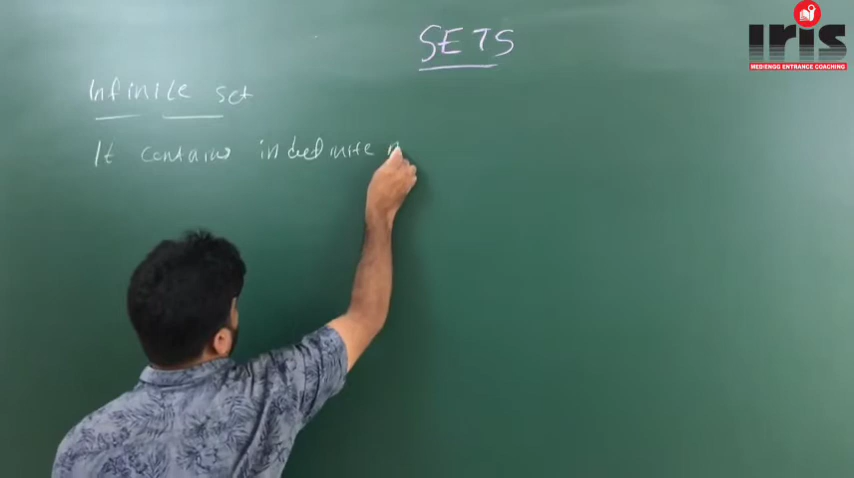 SETS
Iris
MED/ENGG ENTRANCE COACHING
Infinite set
It contains indefinite n